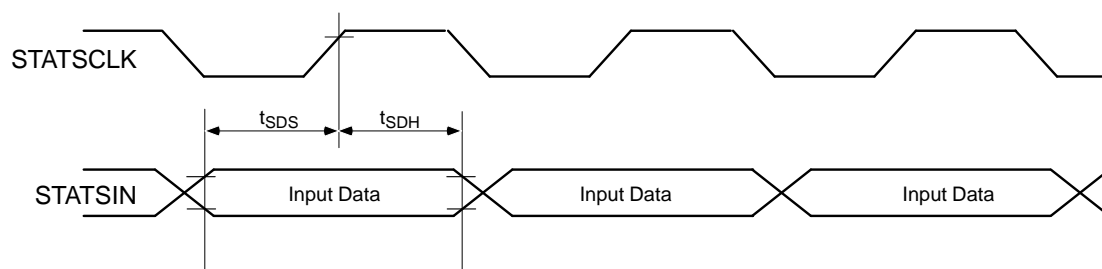 STATSCLK
tSDS
tSDH
STATSIN
Input Data
Input Data
Input Data